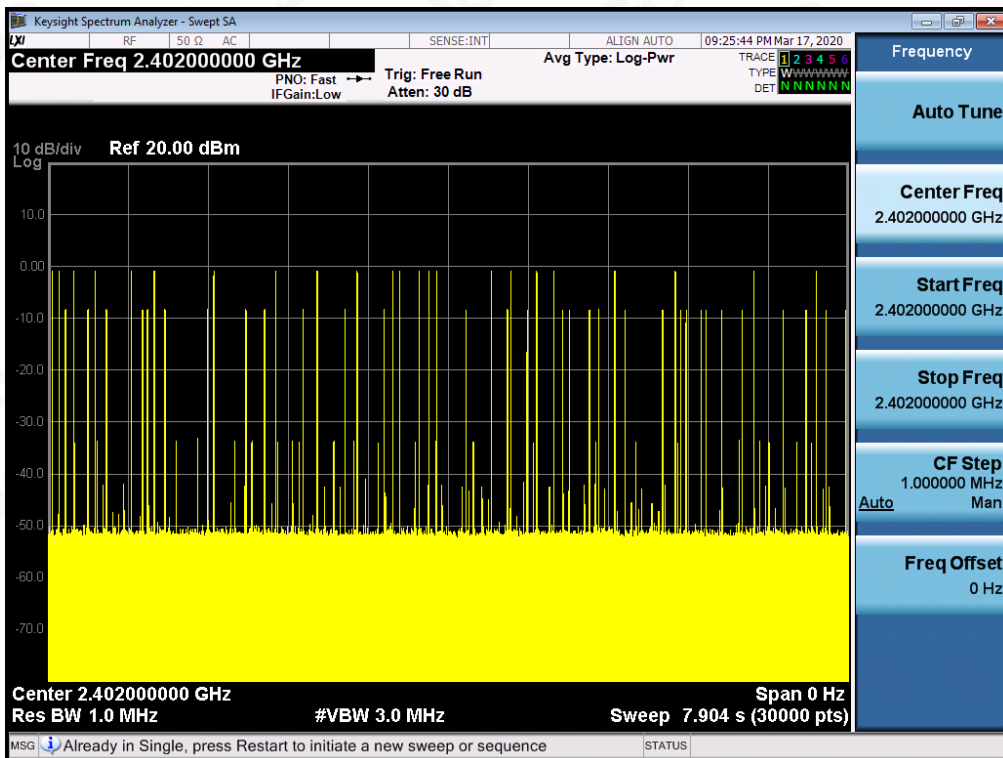 Keysight Spectrum Analyzer - Swept SA
LXI RF 50 Ω AC SENSE:INT ALIGN AUTO 09:25:44 PM Mar 17, 2020
Center Freq 2.402000000 GHz
PNO: Fast
IFGain:Low
Trig: Free Run
Atten: 30 dB
Avg Type: Log-Pwr
TRACE 1 2 3 4 5 6
TYPE WWWWWW
DET N N N N N N
10 dB/div Ref 20.00 dBm
Log
10.0
0.00
-10.0
-20.0
-30.0
-40.0
-50.0
-60.0
-70.0
Center 2.402000000 GHz Span 0 Hz
Res BW 1.0 MHz #VBW 3.0 MHz Sweep 7.904 s (30000 pts)
MSG Already in Single, press Restart to initiate a new sweep or sequence STATUS
Frequency
Auto Tune
Center Freq
2.402000000 GHz
Start Freq
2.402000000 GHz
Stop Freq
2.402000000 GHz
CF Step
1.000000 MHz
Auto Man
Freq Offset
0 Hz